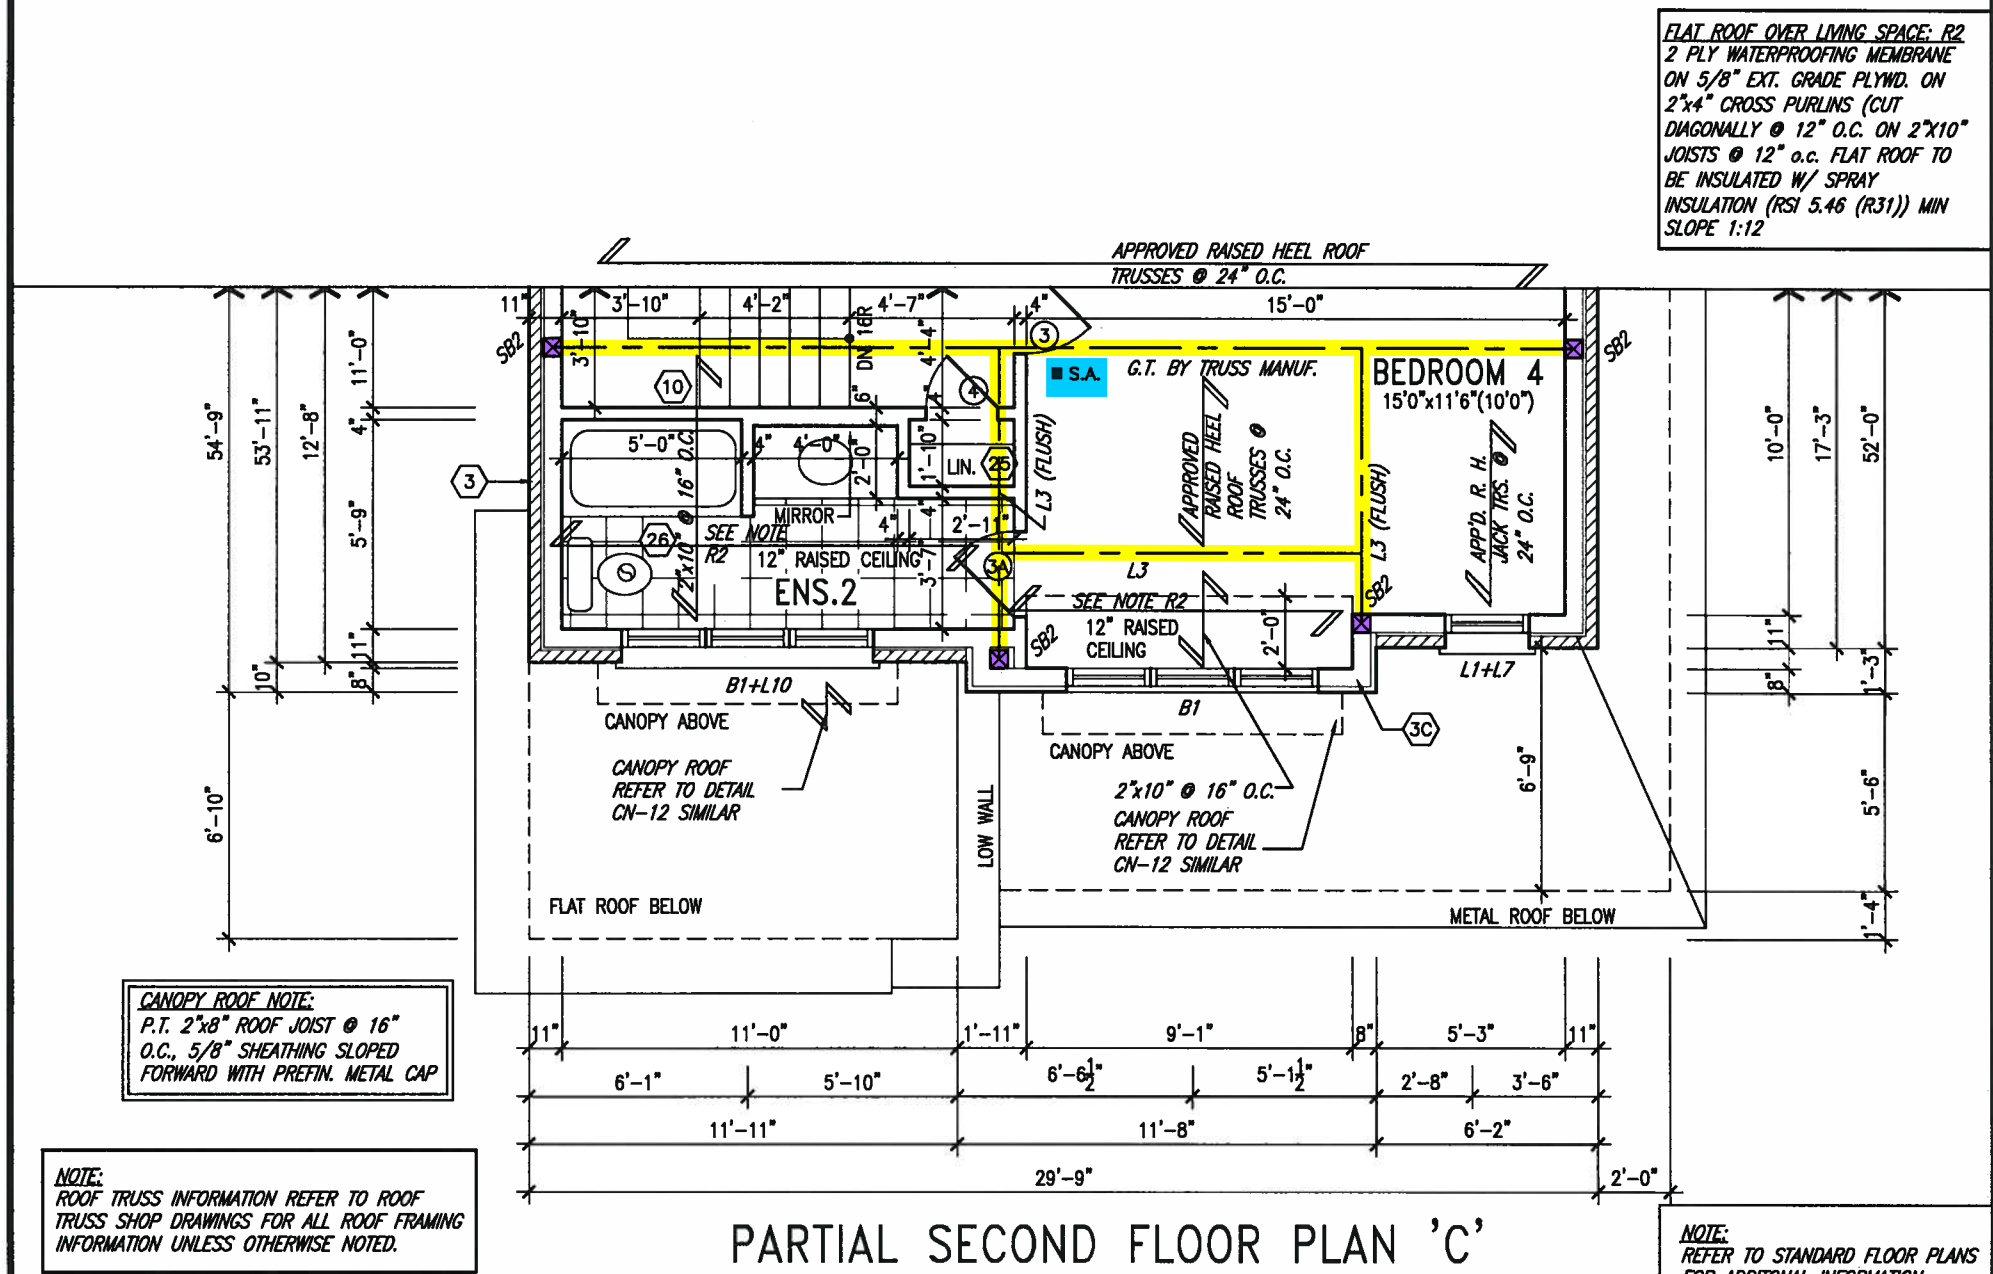 FLAT ROOF OVER LIVING SPACE: R2
2 PLY WATERPROOFING MEMBRANE
ON 5/8" EXT. GRADE PLYWD. ON
2"x4" CROSS PURLINS (CUT
DIAGONALLY @ 12" O.C. ON 2"X10"
JOISTS @ 12" o.c. FLAT ROOF TO
BE INSULATED W/ SPRAY
INSULATION (RSI 5.46 (R31)) MIN
SLOPE 1:12
APPROVED RAISED HEEL ROOF
TRUSSES @ 24" O.C.
11" 3'-10" 4'-2" 4'-7" 4" 15'-0"
54'-9"
53'-11"
12'-8"
11'-0"
4"
5'-9"
11"
8"
10"
6'-10"
SB2
3'-10"
DN 16R
4'-4"
3
■ S.A.
G.T. BY TRUSS MANUF.
BEDROOM 4
15'0"x11'6"(10'0")
SB2
10
4
6"
4"
5'-0" 4" 4'-0"
2'-0"
1'-10"
LIN.
25
L3 (FLUSH)
APPROVED
RAISED HEEL
ROOF
TRUSSES @
24" O.C.
L3 (FLUSH)
APP'D. R. H.
JACK TRS. @
24" O.C.
3
2"x10" @ 16" O.C.
MIRROR
4"
4"
2'-11"
26
SEE NOTE
R2
12" RAISED CEILING
3'-7"
3A
ENS.2
L3
SB2
SEE NOTE R2
12" RAISED
CEILING
2'-0"
SB2
B1+L10
CANOPY ABOVE
B1
CANOPY ABOVE
L1+L7
3C
CANOPY ROOF
REFER TO DETAIL
CN-12 SIMILAR
2"x10" @ 16" O.C.
CANOPY ROOF
REFER TO DETAIL
CN-12 SIMILAR
LOW WALL
6'-9"
10'-0"
17'-3"
52'-0"
11"
8"
1'-3"
5'-6"
1'-4"
FLAT ROOF BELOW
METAL ROOF BELOW
CANOPY ROOF NOTE:
P.T. 2"x8" ROOF JOIST @ 16"
O.C., 5/8" SHEATHING SLOPED
FORWARD WITH PREFIN. METAL CAP
11" 11'-0" 1'-11" 9'-1" 8" 5'-3" 11"
6'-1" 5'-10" 6'-6½" 5'-1½" 2'-8" 3'-6"
11'-11" 11'-8" 6'-2"
29'-9" 2'-0"
NOTE:
ROOF TRUSS INFORMATION REFER TO ROOF
TRUSS SHOP DRAWINGS FOR ALL ROOF FRAMING
INFORMATION UNLESS OTHERWISE NOTED.
PARTIAL SECOND FLOOR PLAN 'C'
NOTE:
REFER TO STANDARD FLOOR PLANS